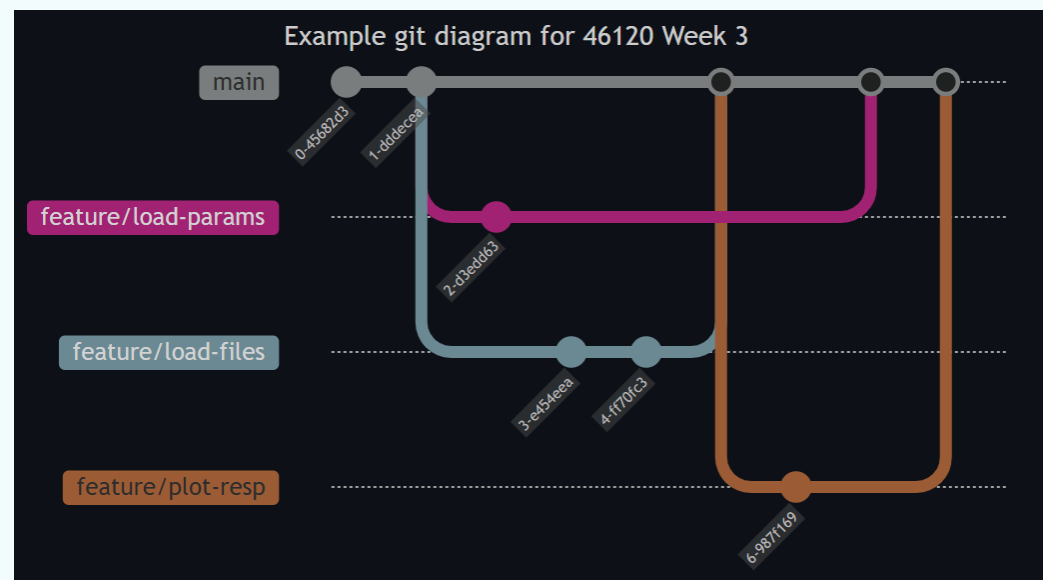 Example git diagram for 46120 Week 3
main
0-45682d3
1-dddecea
feature/load-params
2-d3edd63
feature/load-files
3-e454eea
4-ff70fc3
feature/plot-resp
6-987f169